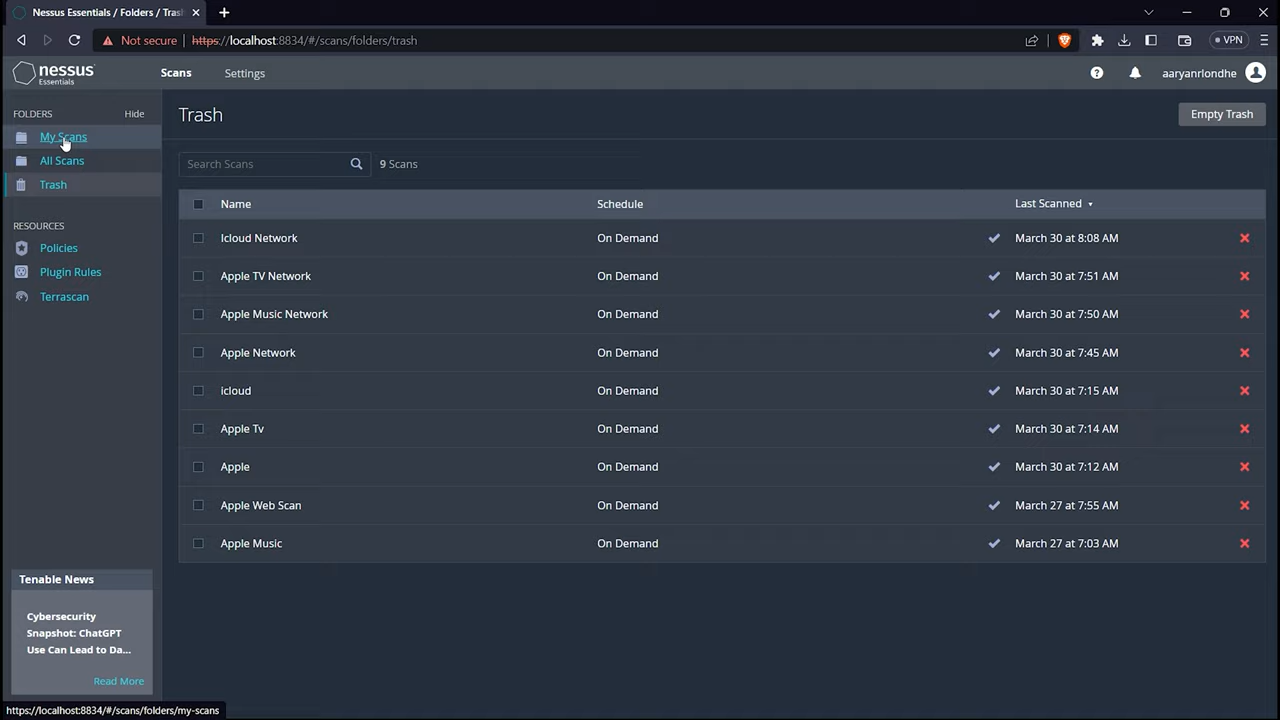 Nessus Essentials / Folders / Tras
Not secure https://localhost:8834/#/scans/folders/trash
VPN
nessus
Essentials
Scans
Settings
aaryanrlondhe
FOLDERS
Hide
My Scans
All Scans
Trash
RESOURCES
Policies
Plugin Rules
Terrascan
Tenable News
Cybersecurity
Snapshot: ChatGPT
Use Can Lead to Da...
Read More
Trash
Empty Trash
Search Scans
9 Scans
Name Schedule Last Scanned
Icloud Network On Demand March 30 at 8:08 AM
Apple TV Network On Demand March 30 at 7:51 AM
Apple Music Network On Demand March 30 at 7:50 AM
Apple Network On Demand March 30 at 7:45 AM
icloud On Demand March 30 at 7:15 AM
Apple Tv On Demand March 30 at 7:14 AM
Apple On Demand March 30 at 7:12 AM
Apple Web Scan On Demand March 27 at 7:55 AM
Apple Music On Demand March 27 at 7:03 AM
https://localhost:8834/#/scans/folders/my-scans